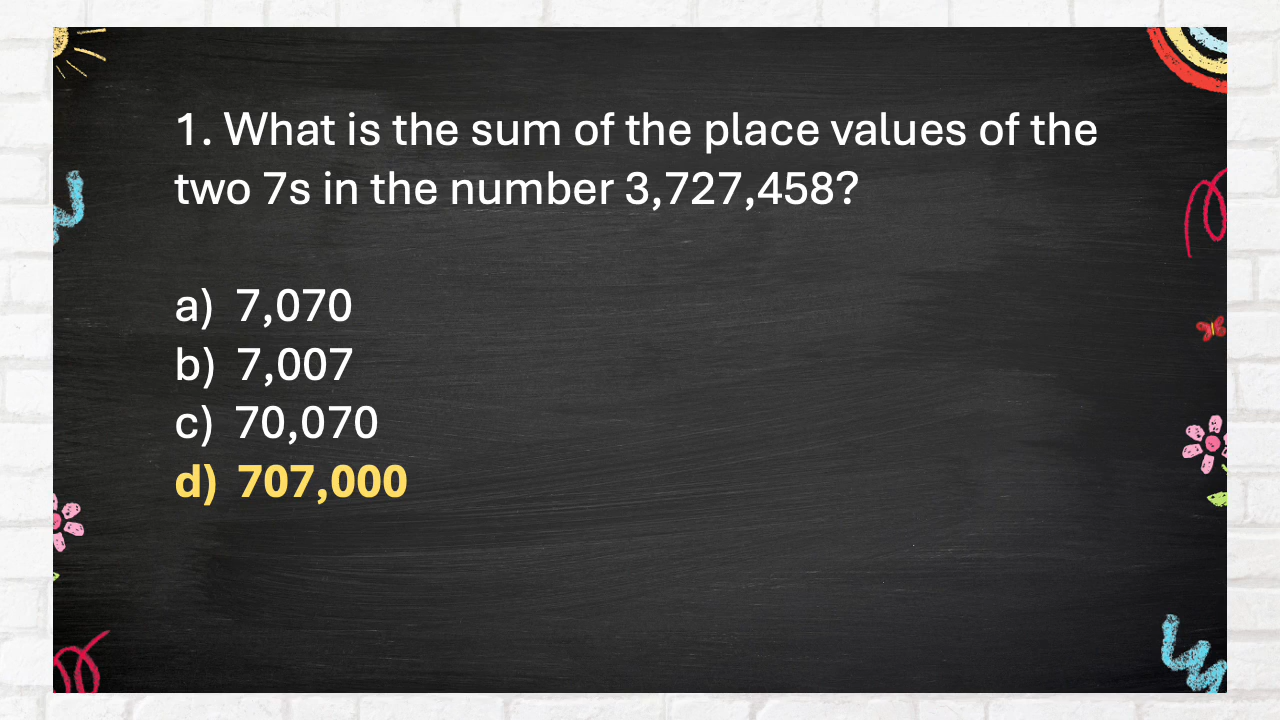 1. What is the sum of the place values of the
two 7s in the number 3,727,458?
a) 7,070
b) 7,007
c) 70,070
d) 707,000